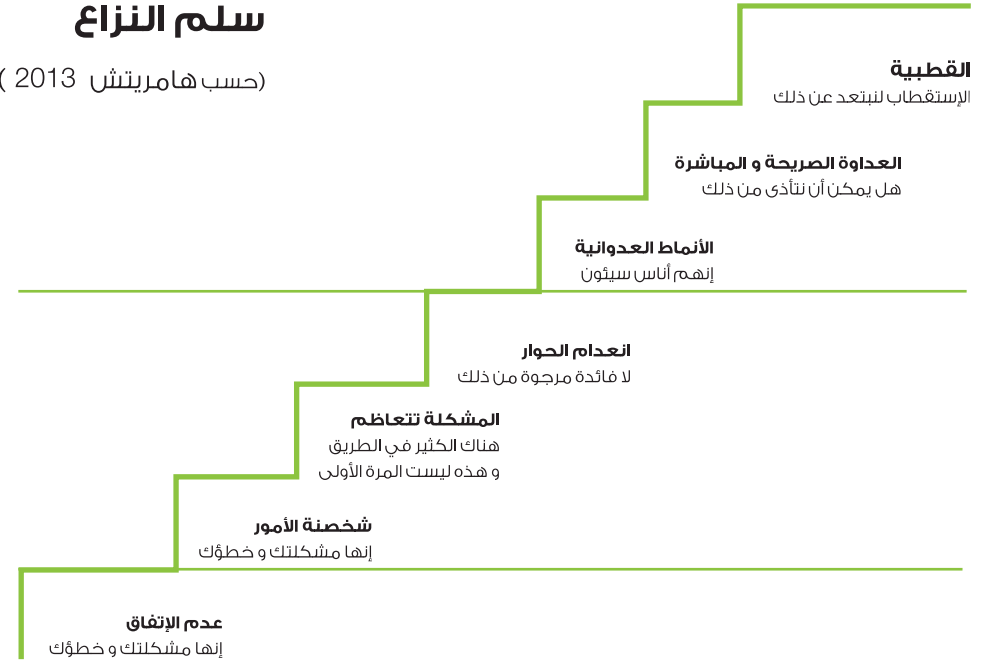 سلم النزاع
(حسب هامريتش 2013 )
القطبية
الإستقطاب لنبتعد عن ذلك
العداوة الصريحة و المباشرة
هل يمكن أن نتأذى من ذلك
الأنماط العدوانية
إنهم أناس سيئون
انعدام الحوار
لا فائدة مرجوة من ذلك
المشكلة تتعاظم
هناك الكثير في الطريق
و هذه ليست المرة الأولى
شخصنة الأمور
إنها مشكلتك و خطؤك
عدم الإتفاق
إنها مشكلتك و خطؤك